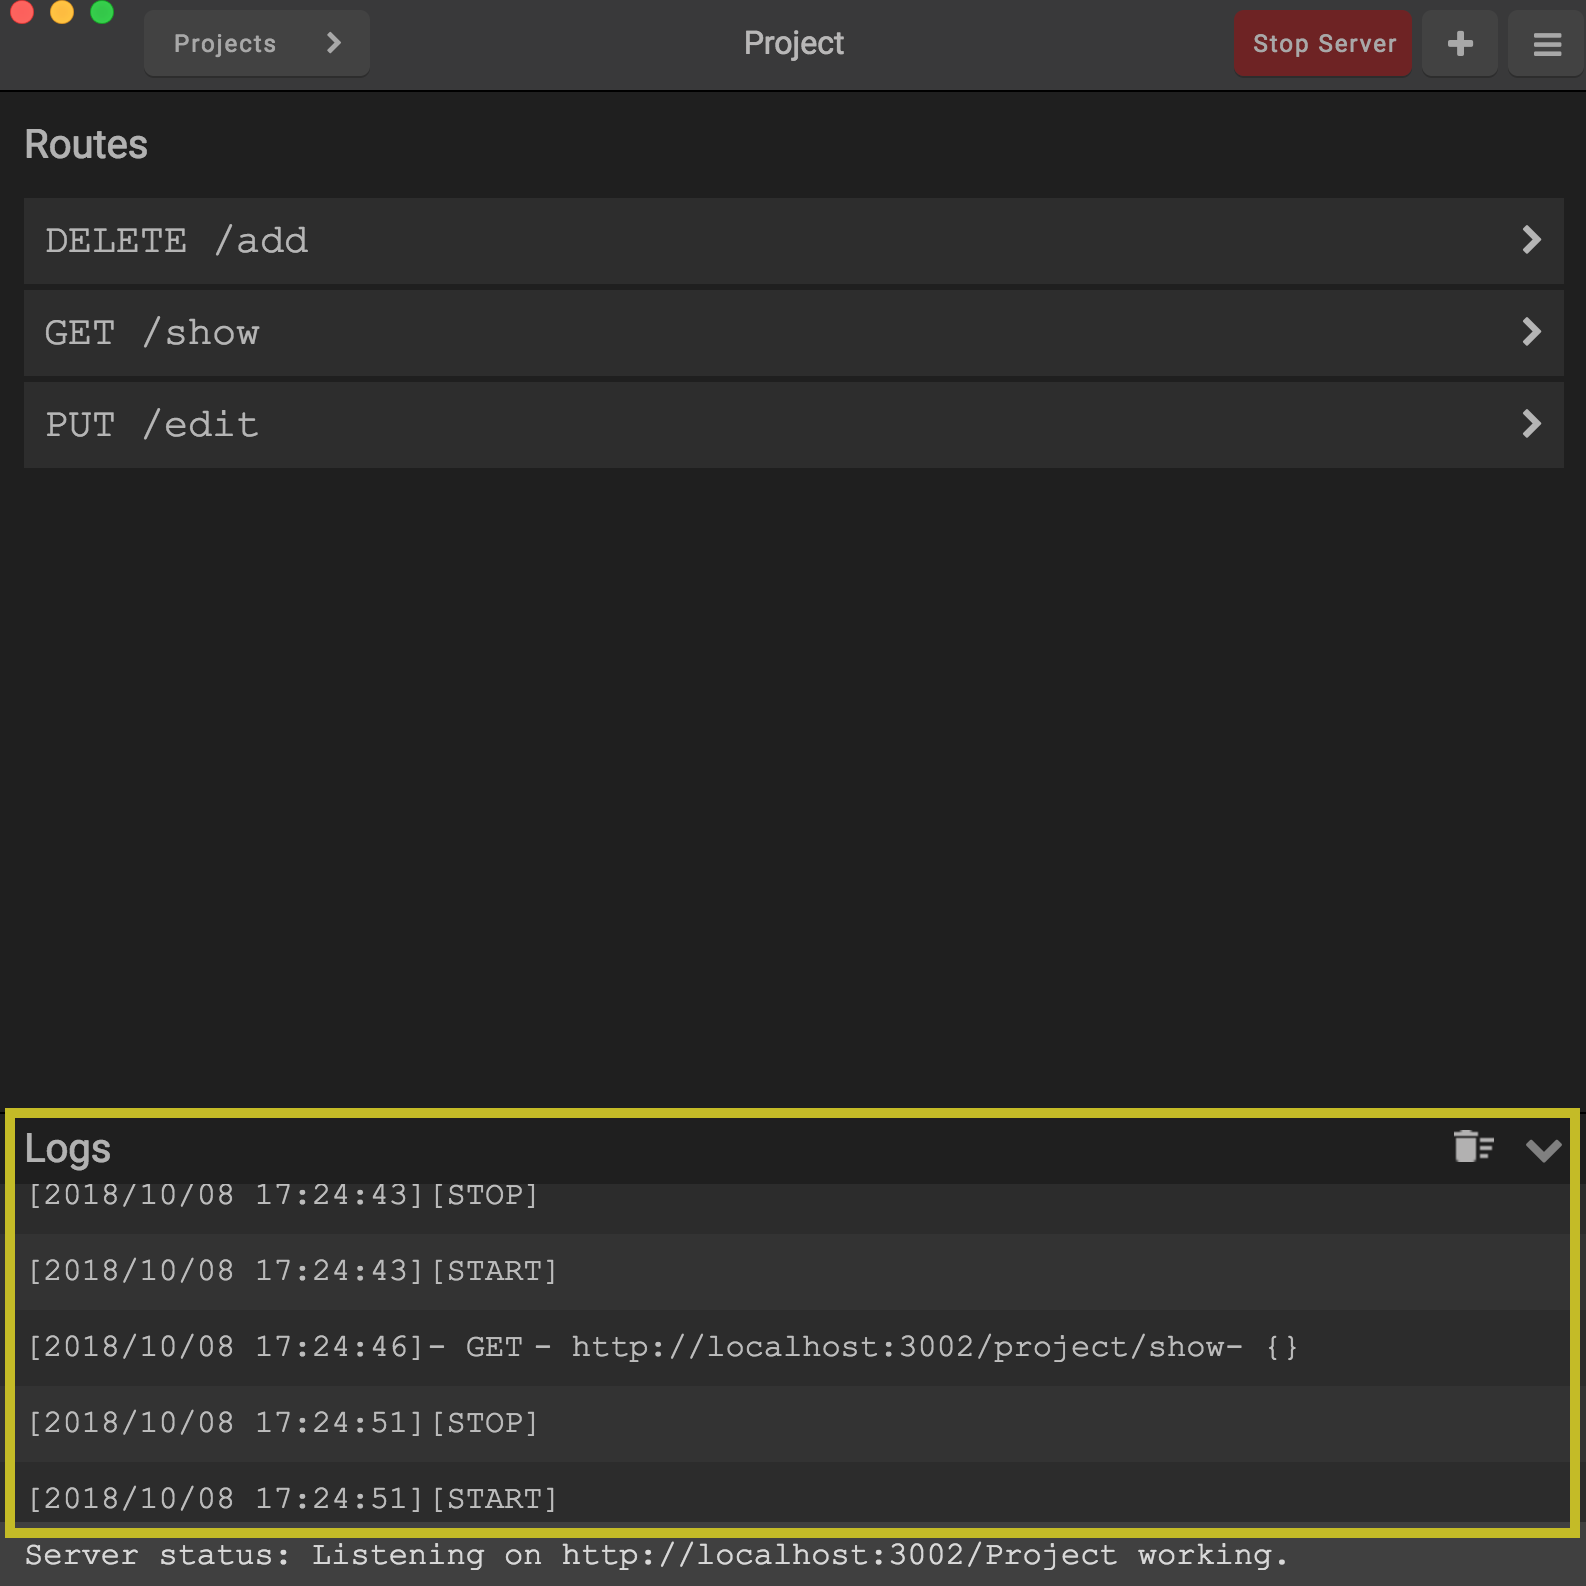 Projects Project Stop Server
Routes
DELETE /add
GET /show
PUT /edit
Logs
[2018/10/08 17:24:43][STOP]
[2018/10/08 17:24:43][START]
[2018/10/08 17:24:46]- GET - http://localhost:3002/project/show- {}
[2018/10/08 17:24:51][STOP]
[2018/10/08 17:24:51][START]
Server status: Listening on http://localhost:3002/Project working.